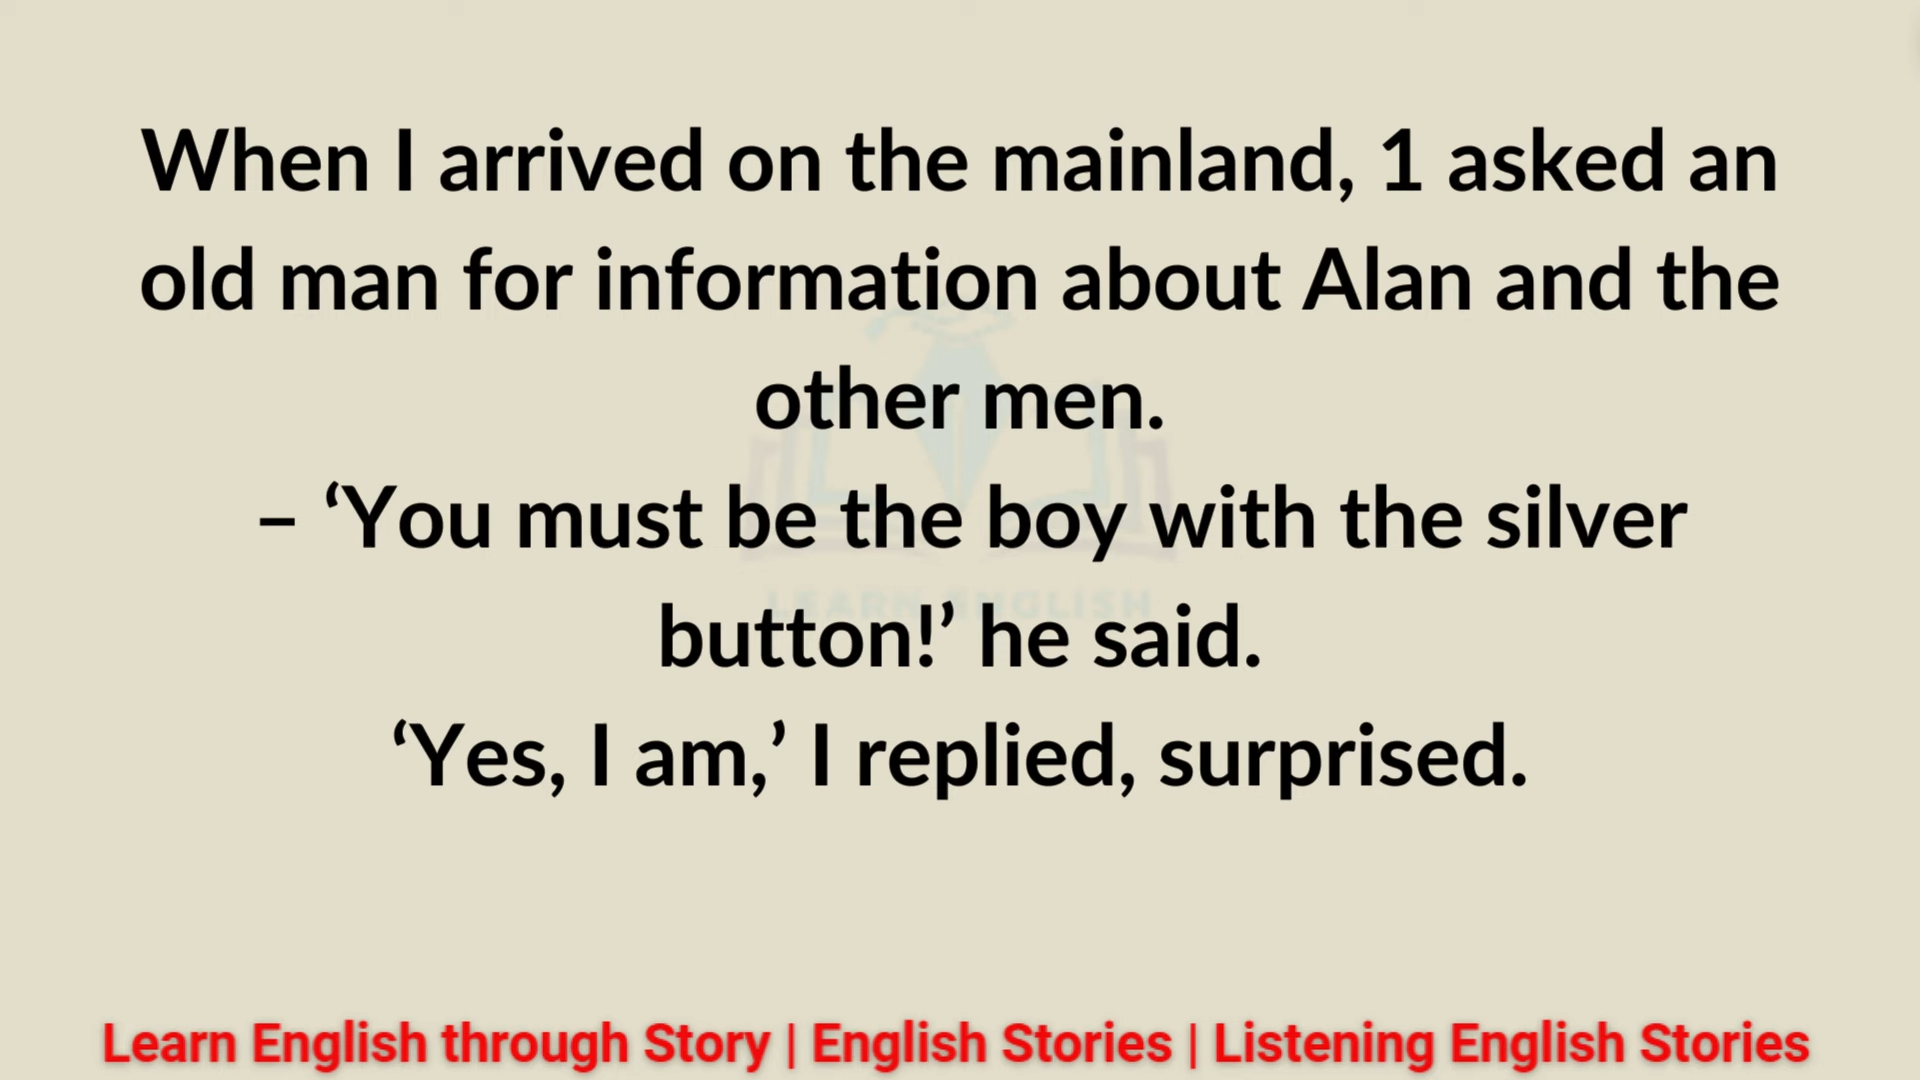 When I arrived on the mainland, 1 asked an
old man for information about Alan and the
other men.
– ‘You must be the boy with the silver
button!’ he said.
‘Yes, I am,’ I replied, surprised.
LEARN ENGLISH
Learn English through Story | English Stories | Listening English Stories